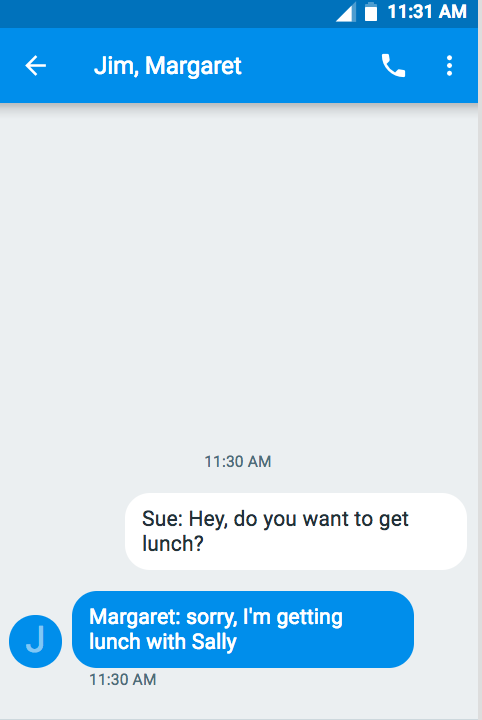 11:31 AM
Jim, Margaret
11:30 AM
Sue: Hey, do you want to get
lunch?
J
Margaret: sorry, I'm getting
lunch with Sally
11:30 AM